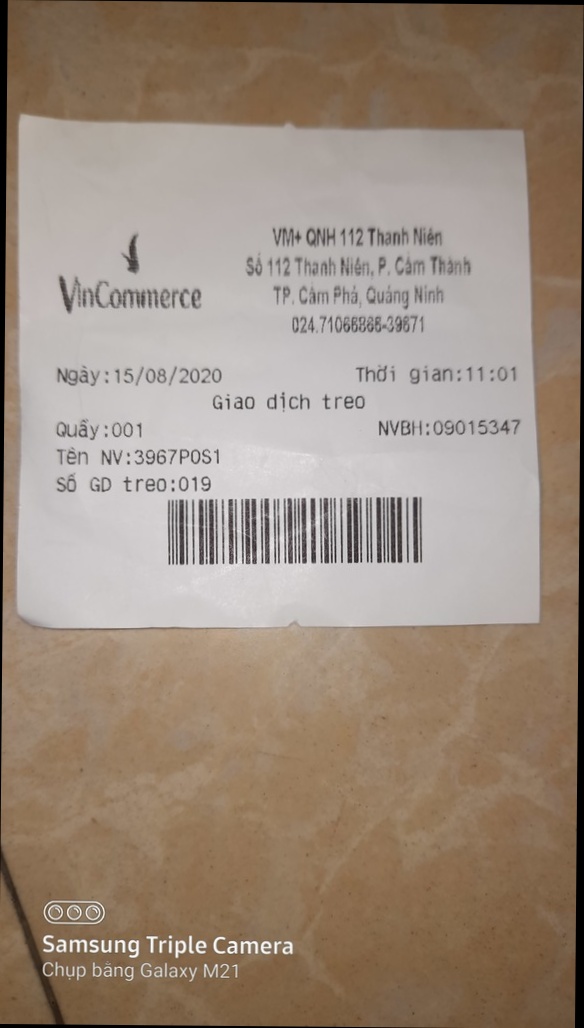 VinCommerce
VM+ QNH 112 Thanh Niên
Số 112 Thanh Niên, P. Cẩm Thành
TP. Cẩm Phả, Quảng Ninh
024.71066866-39671
Ngày:15/08/2020 Thời gian:11:01
Giao dịch treo
Quầy:001 NVBH:09015347
Tên NV:3967POS1
Số GD treo:019
Samsung Triple Camera
Chụp bằng Galaxy M21